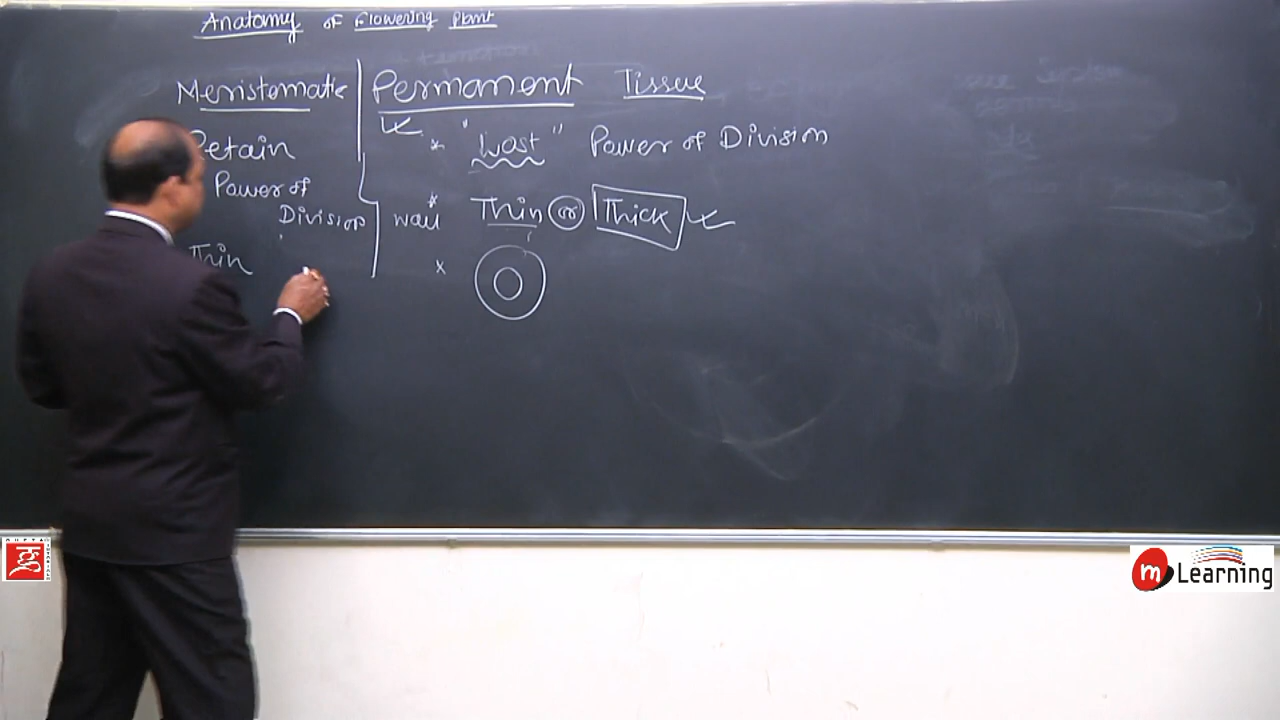 Anatomy of Flowering Plant
Meristematic
Retain
Power of
Division
Thin
Permanent Tissue
* "Lost" Power of Division
* wall Thin or Thick
x
m Learning